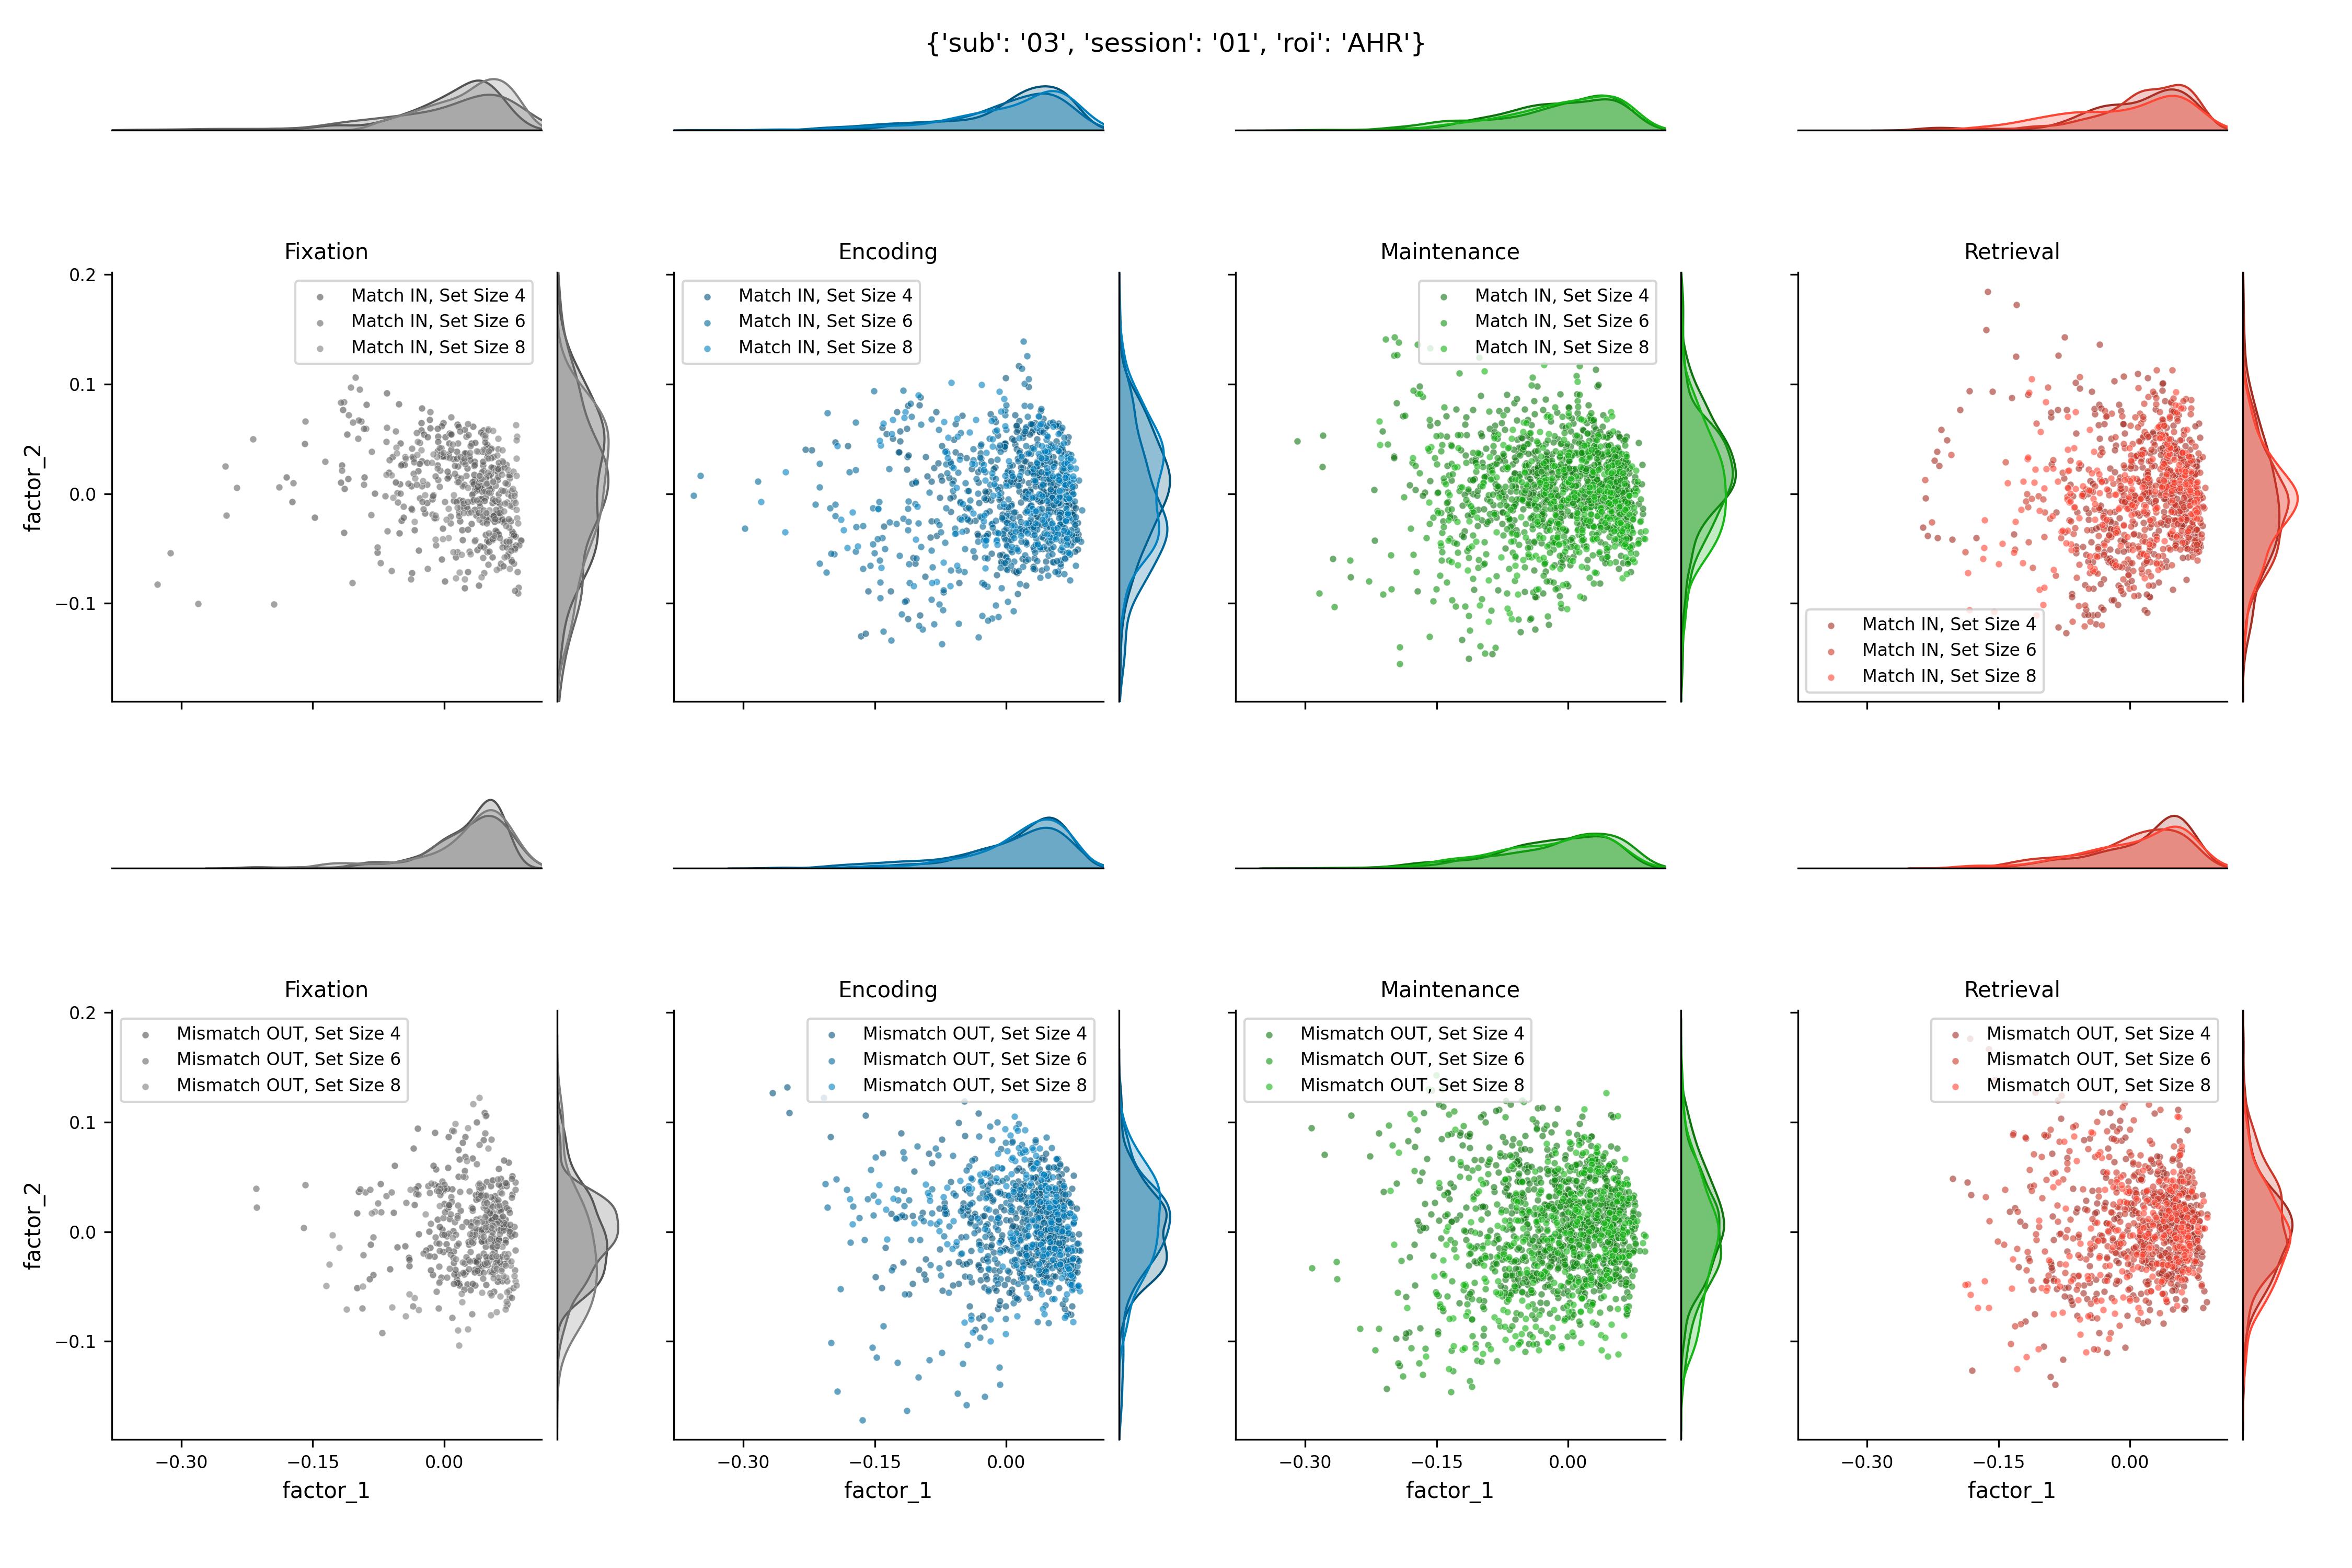 {'sub': '03', 'session': '01', 'roi': 'AHR'}
Fixation
Encoding
Maintenance
Retrieval
0.2
0.1
0.0
−0.1
factor_2
Match IN, Set Size 4
Match IN, Set Size 6
Match IN, Set Size 8
Match IN, Set Size 4
Match IN, Set Size 6
Match IN, Set Size 8
Match IN, Set Size 4
Match IN, Set Size 6
Match IN, Set Size 8
Match IN, Set Size 4
Match IN, Set Size 6
Match IN, Set Size 8
Fixation
Encoding
Maintenance
Retrieval
0.2
0.1
0.0
−0.1
factor_2
Mismatch OUT, Set Size 4
Mismatch OUT, Set Size 6
Mismatch OUT, Set Size 8
Mismatch OUT, Set Size 4
Mismatch OUT, Set Size 6
Mismatch OUT, Set Size 8
Mismatch OUT, Set Size 4
Mismatch OUT, Set Size 6
Mismatch OUT, Set Size 8
Mismatch OUT, Set Size 4
Mismatch OUT, Set Size 6
Mismatch OUT, Set Size 8
−0.30 −0.15 0.00
−0.30 −0.15 0.00
−0.30 −0.15 0.00
−0.30 −0.15 0.00
factor_1
factor_1
factor_1
factor_1